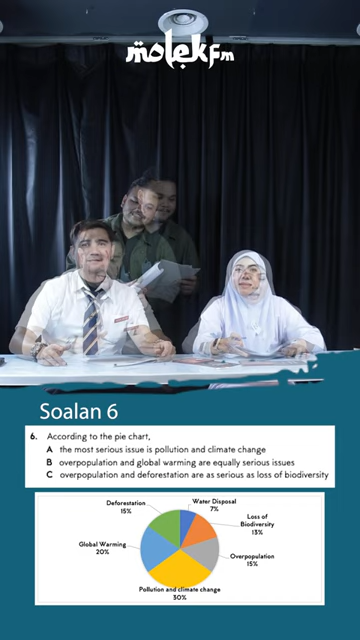 molekfm
Soalan 6
6. According to the pie chart,
A the most serious issue is pollution and climate change
B overpopulation and global warming are equally serious issues
C overpopulation and deforestation are as serious as loss of biodiversity
Deforestation
15%
Water Disposal
7%
Loss of
Biodiversity
13%
Global Warming
20%
Overpopulation
15%
Pollution and climate change
30%